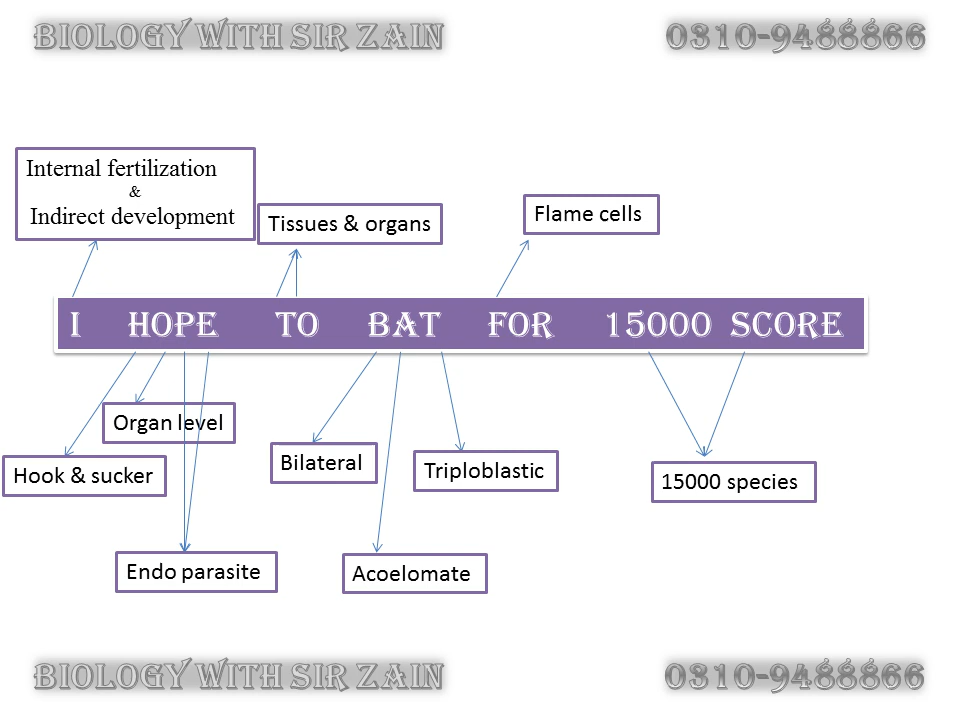 BIOLOGY WITH SIR ZAIN 0310-9488866
Internal fertilization
&
Indirect development
Tissues & organs
Flame cells
I HOPE TO BAT FOR 15000 SCORE
Organ level
Hook & sucker
Bilateral
Triploblastic
15000 species
Endo parasite
Acoelomate
BIOLOGY WITH SIR ZAIN 0310-9488866